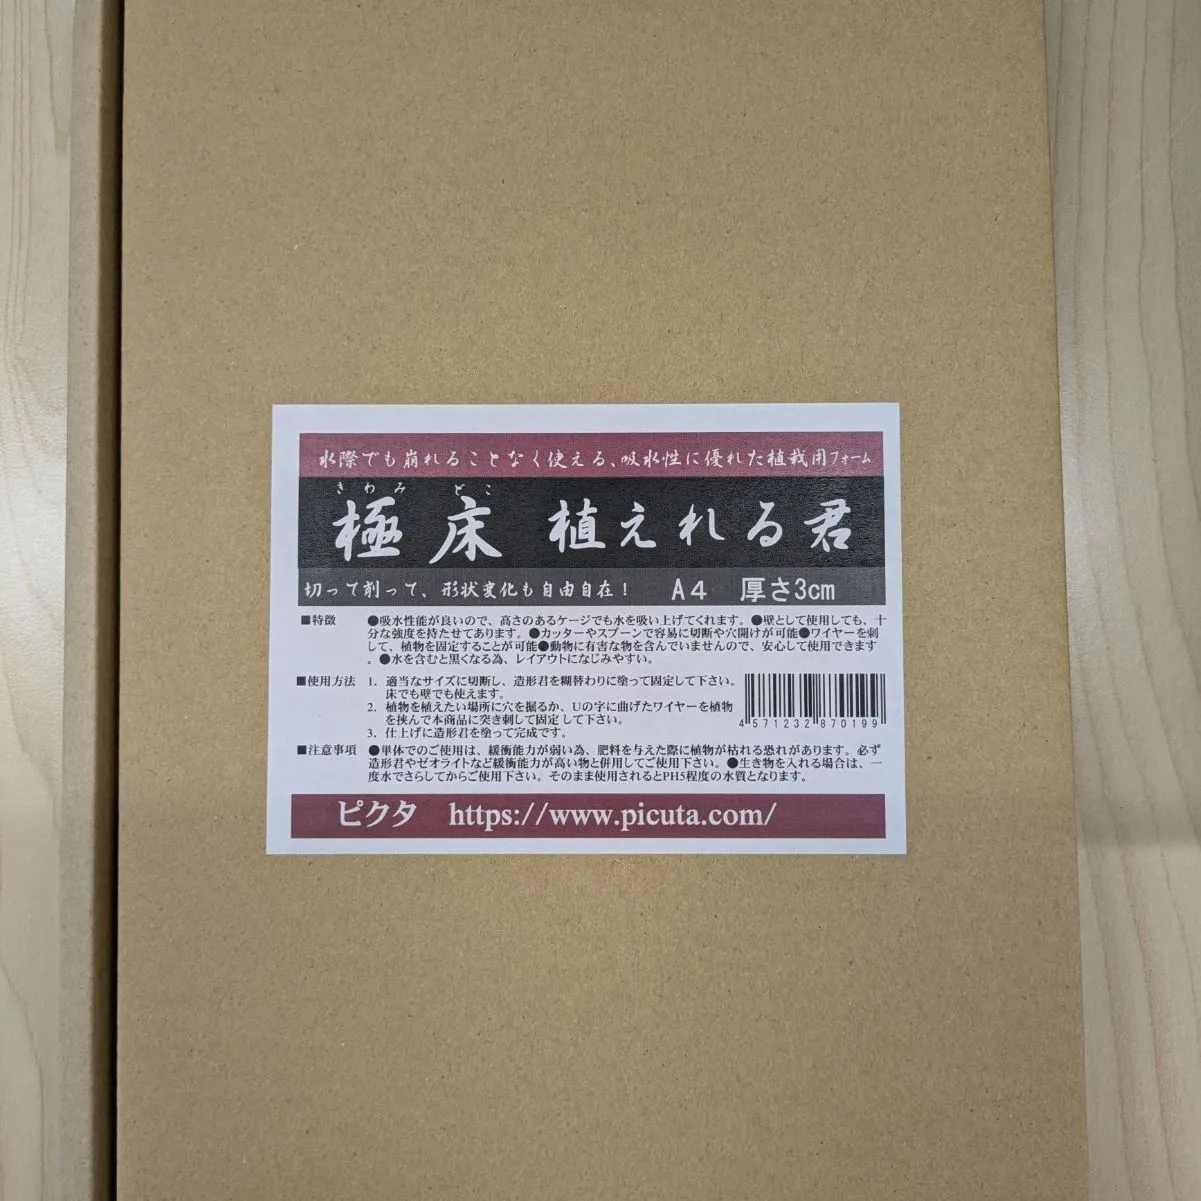 水際でも崩れることなく使える、吸水性に優れた植栽用フォーム
きわみ どこ
極床 植えれる君
切って削って、形状変化も自由自在！ A4 厚さ3cm
■特徴 ●吸水性能が良いので、高さのあるケージでも水を吸い上げてくれます。●壁として使用しても、十
分な強度を持たせてあります。●カッターやスプーンで容易に切断や穴開けが可能●ワイヤーを刺
して、植物を固定することが可能●動物に有害な物を含んでいませんので、安心して使用できます
。●水を含むと黒くなる為、レイアウトになじみやすい。
■使用方法 1. 適当なサイズに切断し、造形君を糊替わりに塗って固定して下さい。
床でも壁でも使えます。
2. 植物を植えたい場所に穴を掘るか、Uの字に曲げたワイヤーを植物
を挟んで本商品に突き刺して固定して下さい。
3. 仕上げに造形君を塗って完成です。
4 571232 870199
■注意事項 ●単体でのご使用は、緩衝能力が弱い為、肥料を与えた際に植物が枯れる恐れがあります。必ず
造形君やゼオライトなど緩衝能力が高い物と併用してご使用下さい。●生き物を入れる場合は、一
度水でさらしてからご使用下さい。そのまま使用されるとPH5程度の水質となります。
ピクタ https://www.picuta.com/